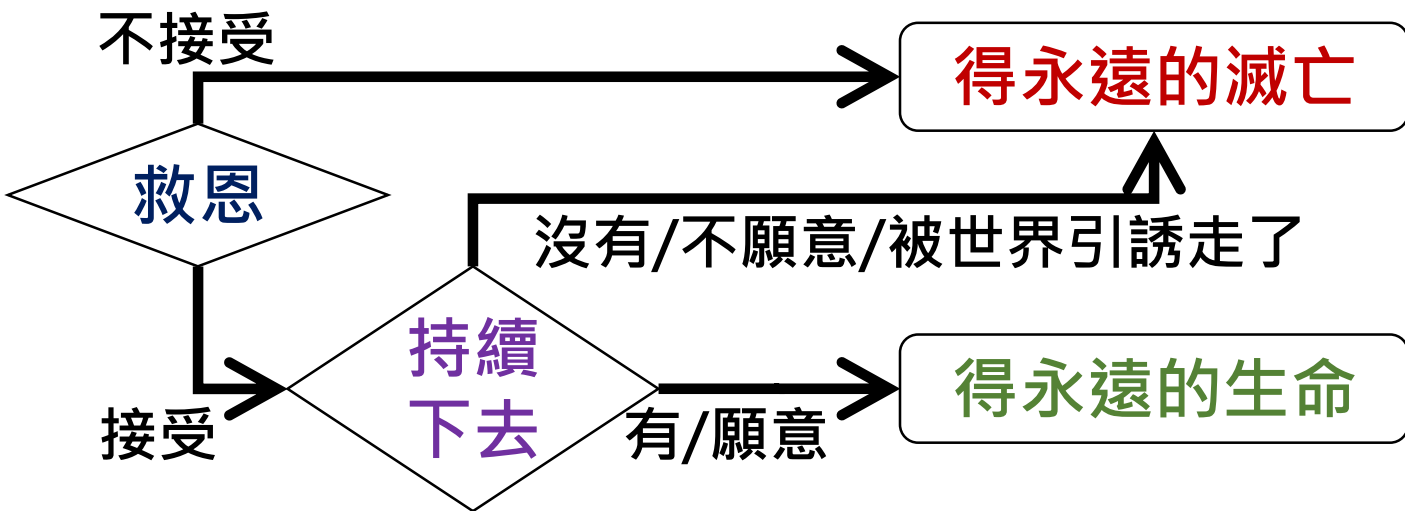 不接受
得永遠的滅亡
救恩
沒有/不願意/被世界引誘走了
持續
下去
得永遠的生命
接受
有/願意